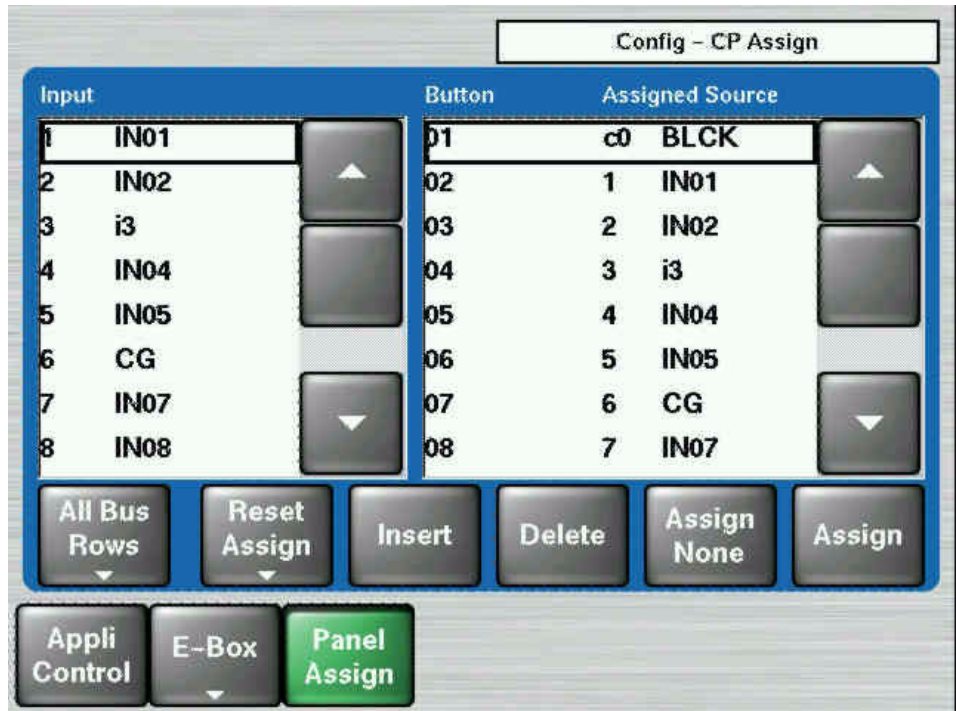 Config – CP Assign
Input Button Assigned Source
1 IN01 01 c0 BLCK
2 IN02 02 1 IN01
3 i3 03 2 IN02
4 IN04 04 3 i3
5 IN05 05 4 IN04
6 CG 06 5 IN05
7 IN07 07 6 CG
8 IN08 08 7 IN07
All Bus Reset Insert Delete Assign Assign
Rows Assign None
Appli E–Box Panel
Control Assign